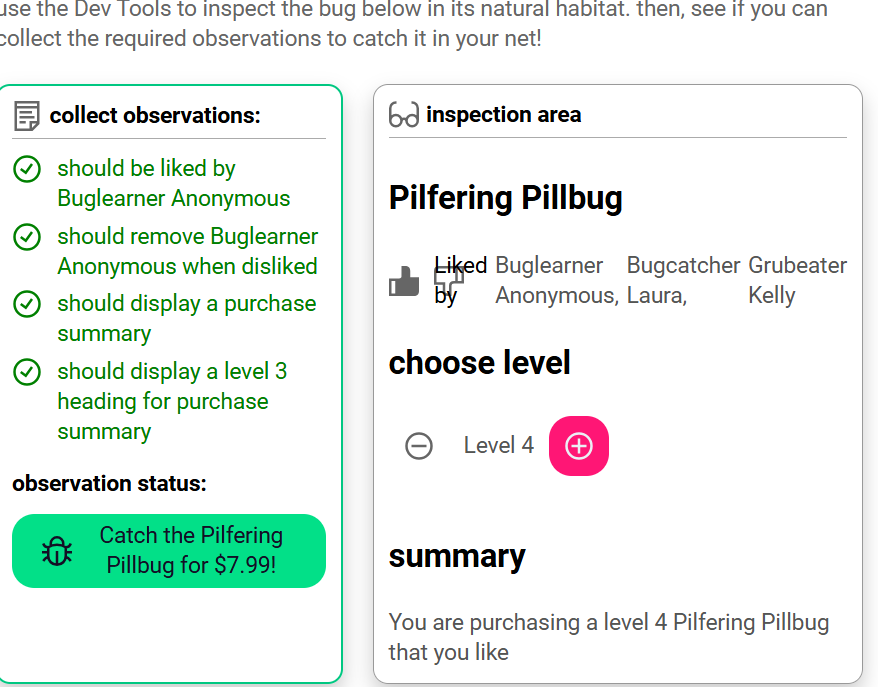 use the Dev Tools to inspect the bug below in its natural habitat. then, see if you can
collect the required observations to catch it in your net!
collect observations:
should be liked by
Buglearner Anonymous
should remove Buglearner
Anonymous when disliked
should display a purchase
summary
should display a level 3
heading for purchase
summary
observation status:
Catch the Pilfering
Pillbug for $7.99!
inspection area
Pilfering Pillbug
Liked Buglearner Bugcatcher Grubeater
by Anonymous, Laura, Kelly
choose level
Level 4
summary
You are purchasing a level 4 Pilfering Pillbug
that you like